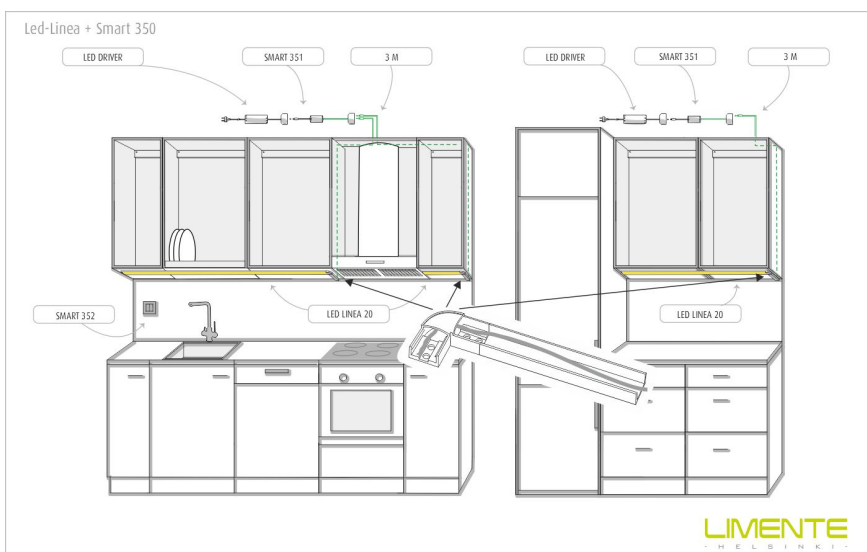 Led-Linea + Smart 350
LED DRIVER
SMART 351
3 M
LED DRIVER
SMART 351
3 M
SMART 352
LED LINEA 20
LED LINEA 20
LIMENTE
· HELSINKI ·